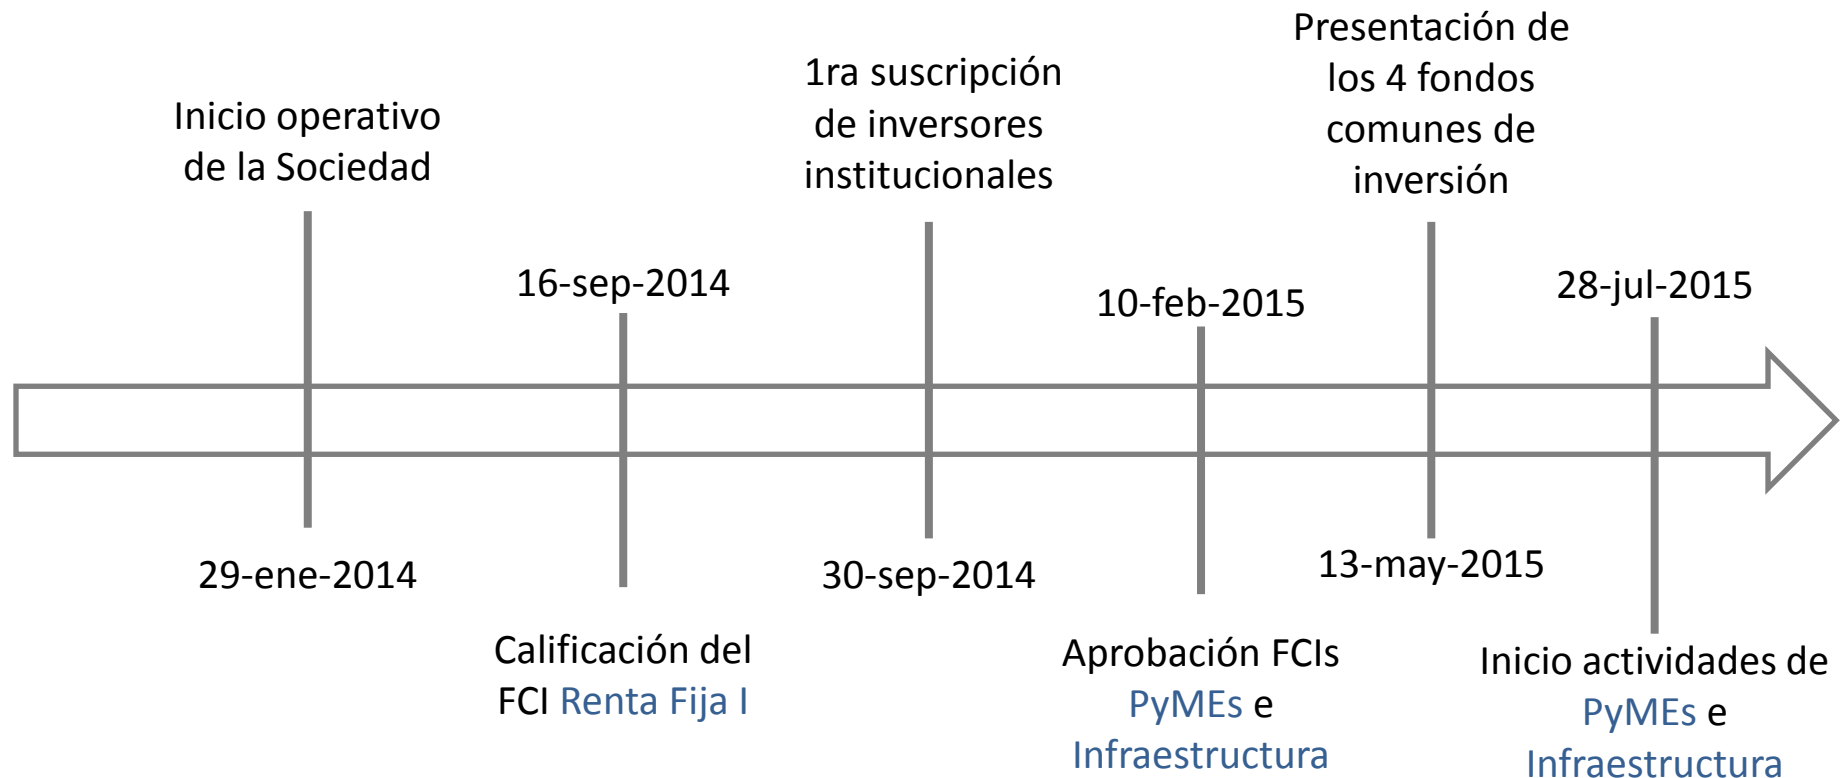 Inicio operativo
de la Sociedad
29-ene-2014
16-sep-2014
Calificación del
FCI Renta Fija I
1ra suscripción
de inversores
institucionales
30-sep-2014
10-feb-2015
Aprobación FCIs
PyMEs e
Infraestructura
Presentación de
los 4 fondos
comunes de
inversión
13-may-2015
28-jul-2015
Inicio actividades de
PyMEs e
Infraestructura